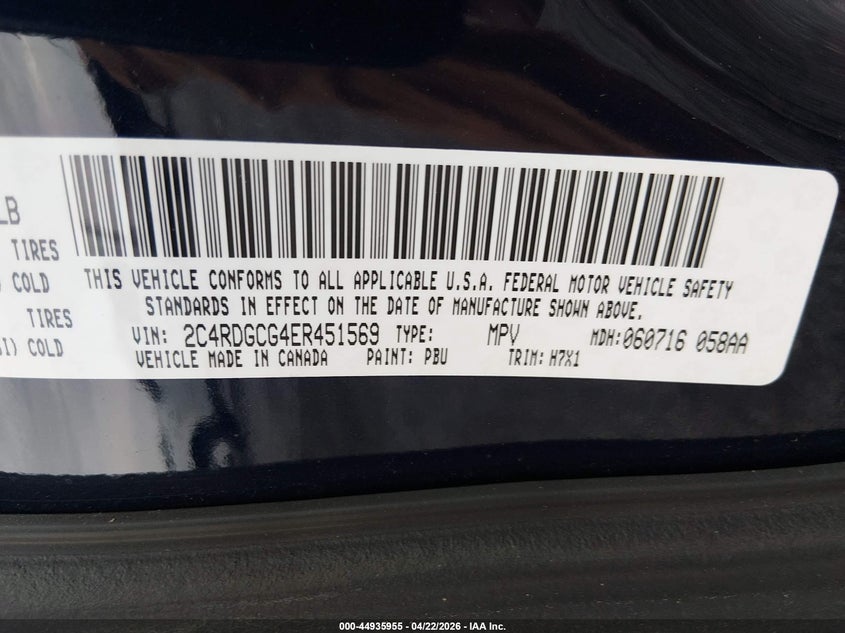 LB
TIRES
COLD
TIRES
SI) COLD
THIS VEHICLE CONFORMS TO ALL APPLICABLE U.S.A. FEDERAL MOTOR VEHICLE SAFETY
STANDARDS IN EFFECT ON THE DATE OF MANUFACTURE SHOWN ABOVE.
VIN: 2C4RDGCG4ER451569 TYPE: MPV MDH:060716 058AA
VEHICLE MADE IN CANADA PAINT: PBU TRIM: H7X1
000-44935955 - 04/22/2026 - IAA Inc.